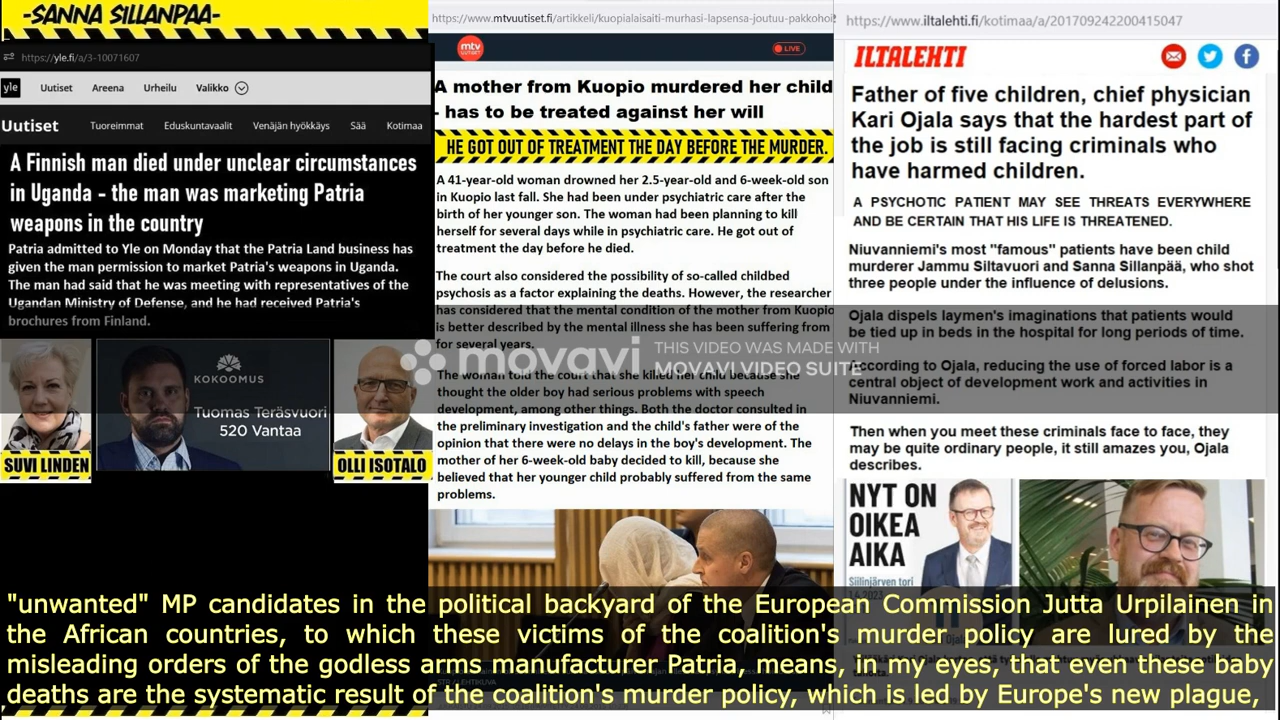 -SANNA SILLANPAA-
https://yle.fi/a/3-10071607
yle Uutiset Areena Urheilu Valikko
Uutiset Tuoreimmat Eduskuntavaalit Venäjän hyökkäys Sää Kotimaa
A Finnish man died under unclear circumstances
in Uganda - the man was marketing Patria
weapons in the country
Patria admitted to Yle on Monday that the Patria Land business has
given the man permission to market Patria's weapons in Uganda.
The man had said that he was meeting with representatives of the
Ugandan Ministry of Defense, and he had received Patria's
brochures from Finland.
KOKOOMUS
Tuomas Teräsvuori
520 Vantaa
SUVI LINDEN
OLLI ISOTALO
https://www.mtvuutiset.fi/artikkeli/kuopialaisaiti-murhasi-lapsensa-joutuu-pakkohoi
mtv
UUTISET
LIVE
A mother from Kuopio murdered her child
- has to be treated against her will
HE GOT OUT OF TREATMENT THE DAY BEFORE THE MURDER.
A 41-year-old woman drowned her 2.5-year-old and 6-week-old son
in Kuopio last fall. She had been under psychiatric care after the
birth of her younger son. The woman had been planning to kill
herself for several days while in psychiatric care. He got out of
treatment the day before he died.
The court also considered the possibility of so-called childbed
psychosis as a factor explaining the deaths. However, the researcher
has considered that the mental condition of the mother from Kuopio
is better described by the mental illness she has been suffering from
for several years.
The woman told the court that she killed her child because she
thought the older boy had serious problems with speech
development, among other things. Both the doctor consulted in
the preliminary investigation and the child's father were of the
opinion that there were no delays in the boy's development. The
mother of her 6-week-old baby decided to kill, because she
believed that her younger child probably suffered from the same
problems.
STR / LEHTIKUVA
https://www.iltalehti.fi/kotimaa/a/201709242200415047
ILTALEHTI
Father of five children, chief physician
Kari Ojala says that the hardest part of
the job is still facing criminals who
have harmed children.
A PSYCHOTIC PATIENT MAY SEE THREATS EVERYWHERE
AND BE CERTAIN THAT HIS LIFE IS THREATENED.
Niuvanniemi's most "famous" patients have been child
murderer Jammu Siltavuori and Sanna Sillanpää, who shot
three people under the influence of delusions.
Ojala dispels laymen's imaginations that patients would
be tied up in beds in the hospital for long periods of time.
According to Ojala, reducing the use of forced labor is a
central object of development work and activities in
Niuvanniemi.
Then when you meet these criminals face to face, they
may be quite ordinary people, it still amazes you, Ojala
describes.
NYT ON
OIKEA
AIKA
Siilinjärven tori
1.6.2023
movavi THIS VIDEO WAS MADE WITH
MOVAVI VIDEO SUITE
"unwanted" MP candidates in the political backyard of the European Commission Jutta Urpilainen in
the African countries, to which these victims of the coalition's murder policy are lured by the
misleading orders of the godless arms manufacturer Patria, means, in my eyes, that even these baby
deaths are the systematic result of the coalition's murder policy, which is led by Europe's new plague,